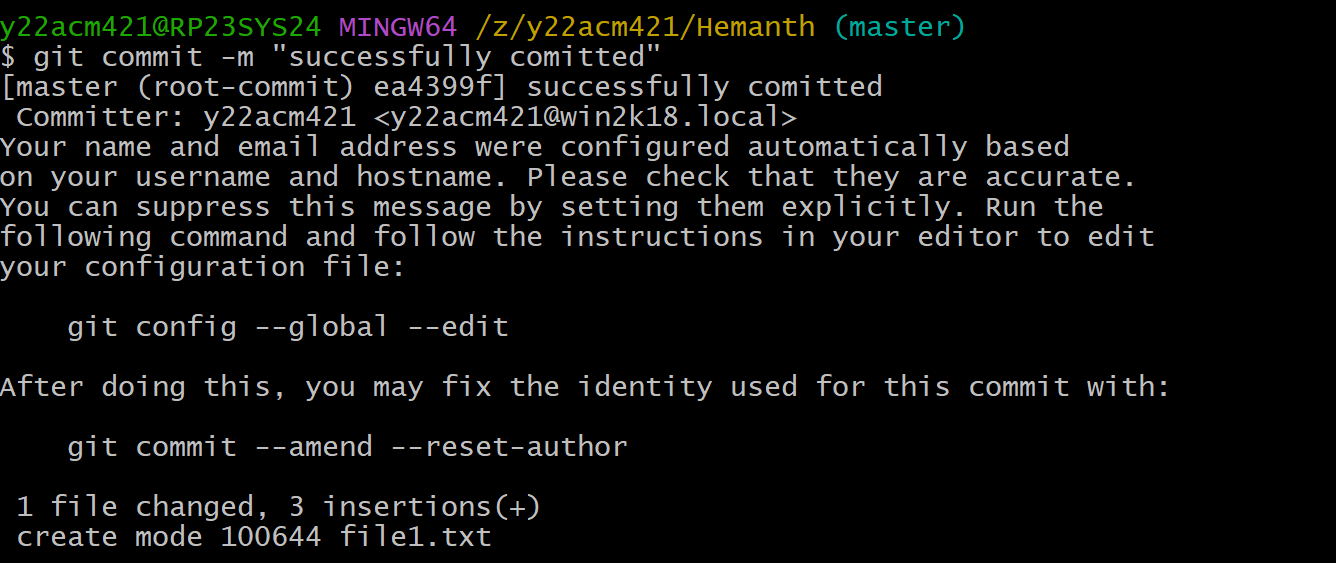 y22acm421@RP23SYS24 MINGW64 /z/y22acm421/Hemanth (master)
$ git commit -m "successfully comitted"
[master (root-commit) ea4399f] successfully comitted
 Committer: y22acm421 <y22acm421@win2k18.local>
Your name and email address were configured automatically based
on your username and hostname. Please check that they are accurate.
You can suppress this message by setting them explicitly. Run the
following command and follow the instructions in your editor to edit
your configuration file:

    git config --global --edit

After doing this, you may fix the identity used for this commit with:

    git commit --amend --reset-author

 1 file changed, 3 insertions(+)
 create mode 100644 file1.txt